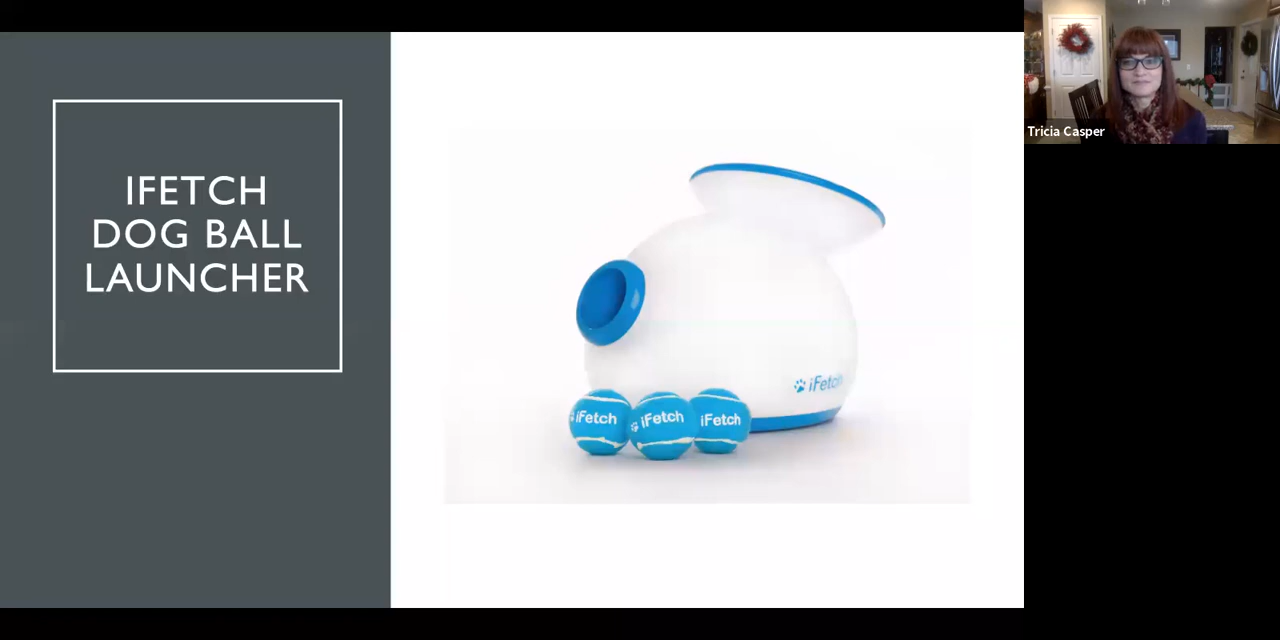 IFETCH
DOG BALL
LAUNCHER
Tricia Casper
iFetch
iFetch
iFetch
iFetch